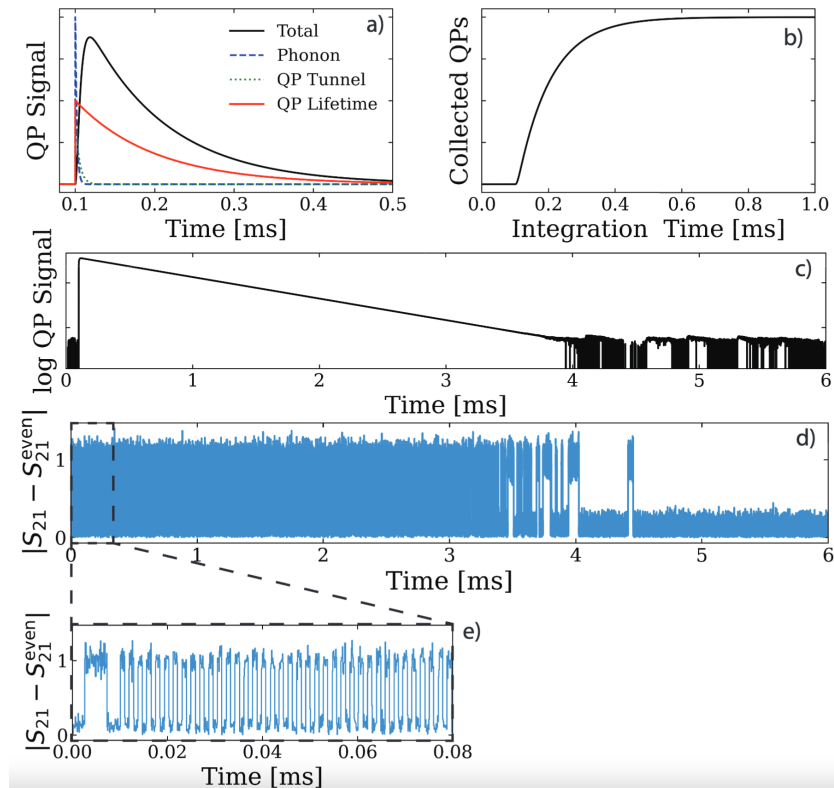 Total
Phonon
QP Tunnel
QP Lifetime
a)
QP Signal
0.1 0.2 0.3 0.4 0.5
Time [ms]
b)
Collected QPs
0.0 0.2 0.4 0.6 0.8 1.0
Integration Time [ms]
c)
log QP Signal
0 1 2 3 4 5 6
Time [ms]
d)
|S₂₁ − S₂₁^even|
1
0
0 1 2 3 4 5 6
Time [ms]
e)
|S₂₁ − S₂₁^even|
1
0
0.00 0.02 0.04 0.06 0.08
Time [ms]